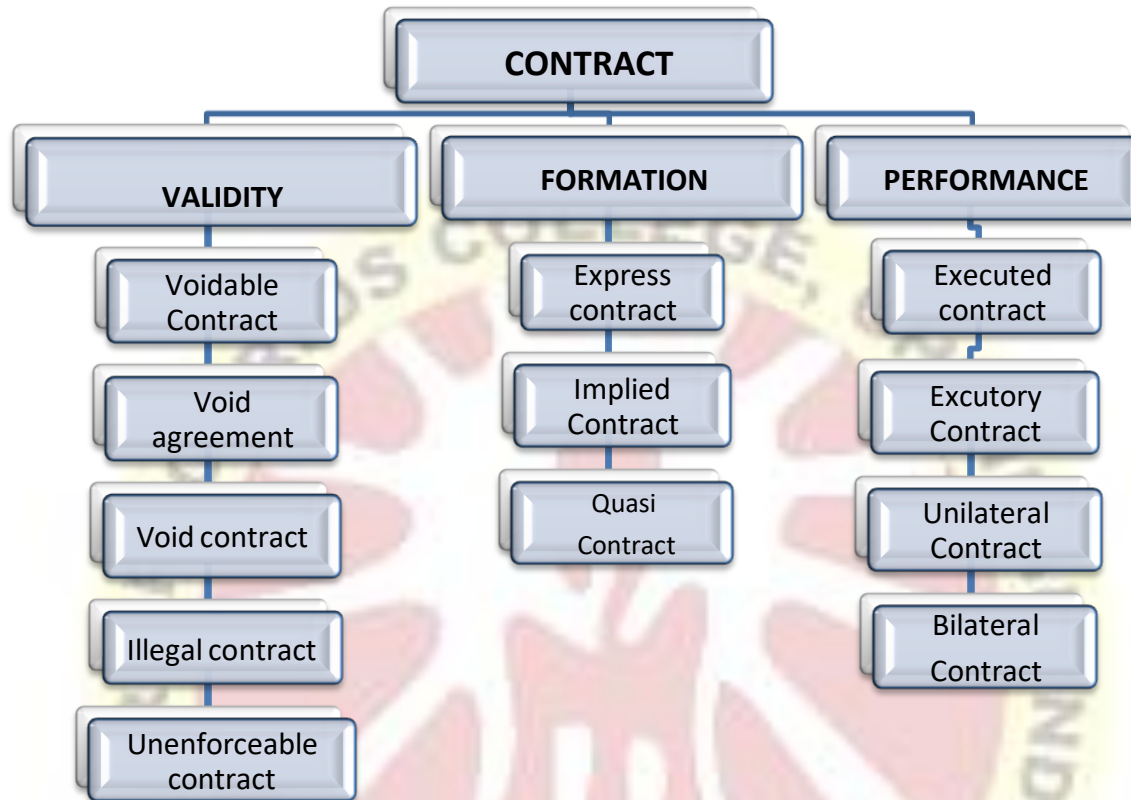 CONTRACT
VALIDITY
FORMATION
PERFORMANCE
Voidable
Contract
Void
agreement
Void contract
Illegal contract
Unenforceable
contract
Express
contract
Implied
Contract
Quasi
Contract
Executed
contract
Excutory
Contract
Unilateral
Contract
Bilateral
Contract
COLLEGE,